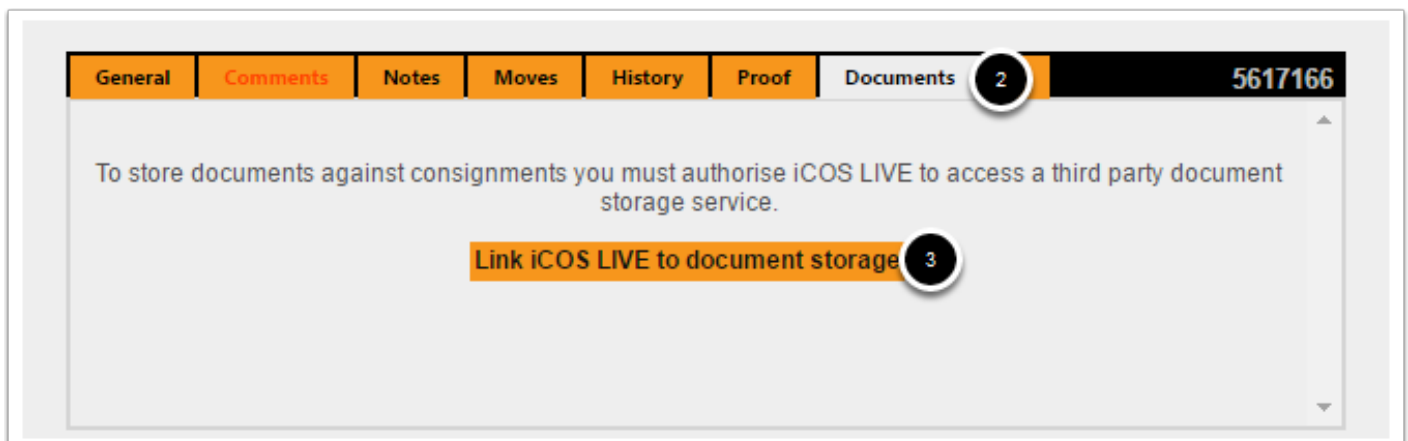 General Comments Notes Moves History Proof Documents 2 5617166
To store documents against consignments you must authorise iCOS LIVE to access a third party document
storage service.
Link iCOS LIVE to document storage 3